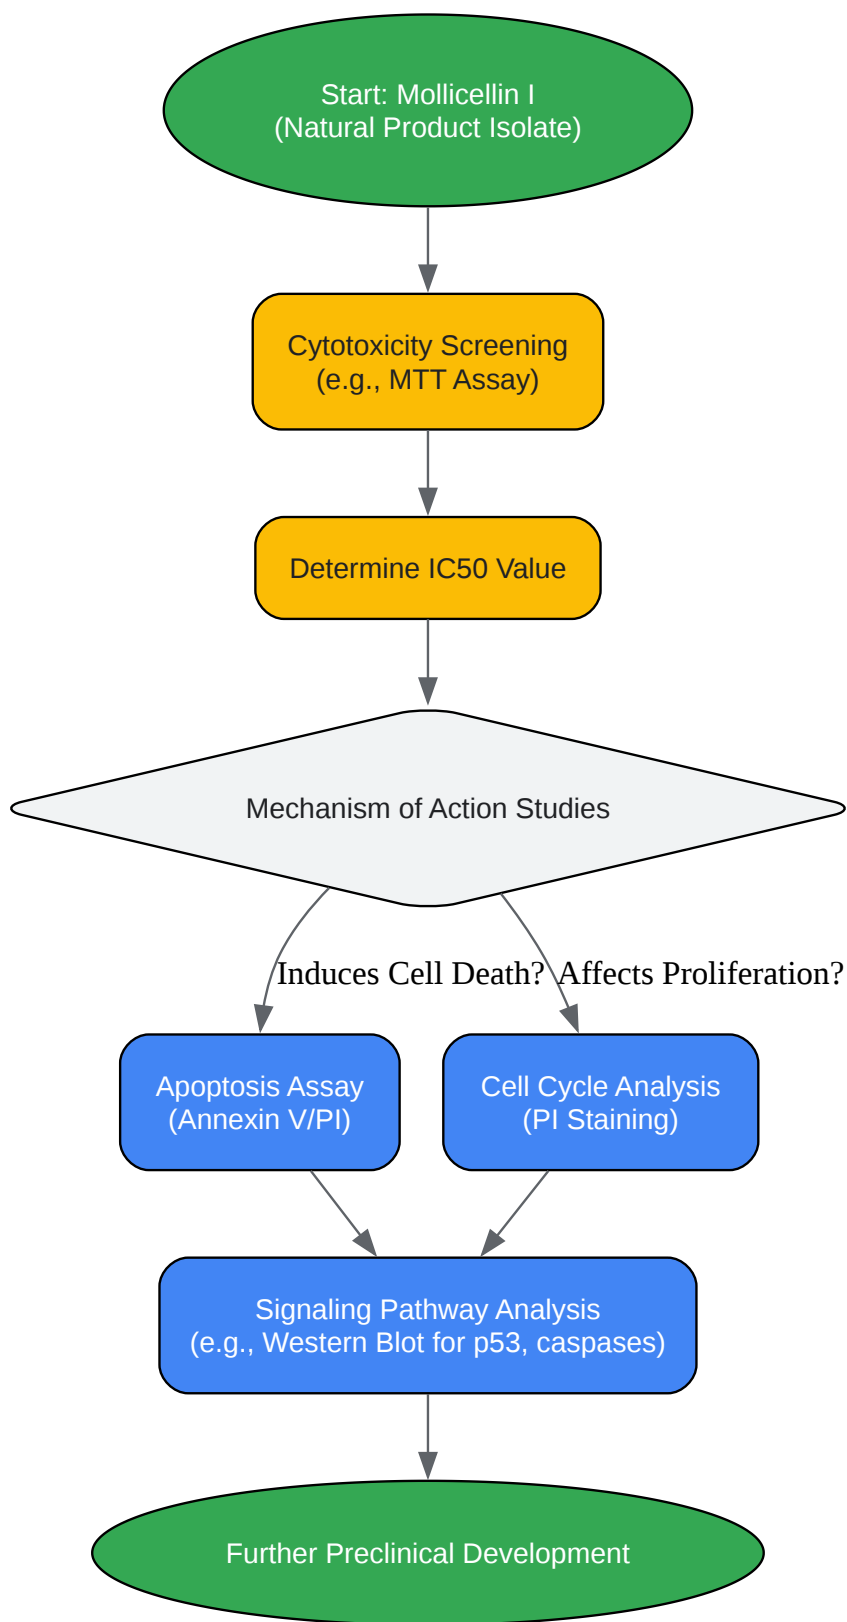 Start: Mollicellin I
(Natural Product Isolate)
Cytotoxicity Screening
(e.g., MTT Assay)
Determine IC50 Value
Mechanism of Action Studies
Induces Cell Death?
Affects Proliferation?
Apoptosis Assay
(Annexin V/PI)
Cell Cycle Analysis
(PI Staining)
Signaling Pathway Analysis
(e.g., Western Blot for p53, caspases)
Further Preclinical Development